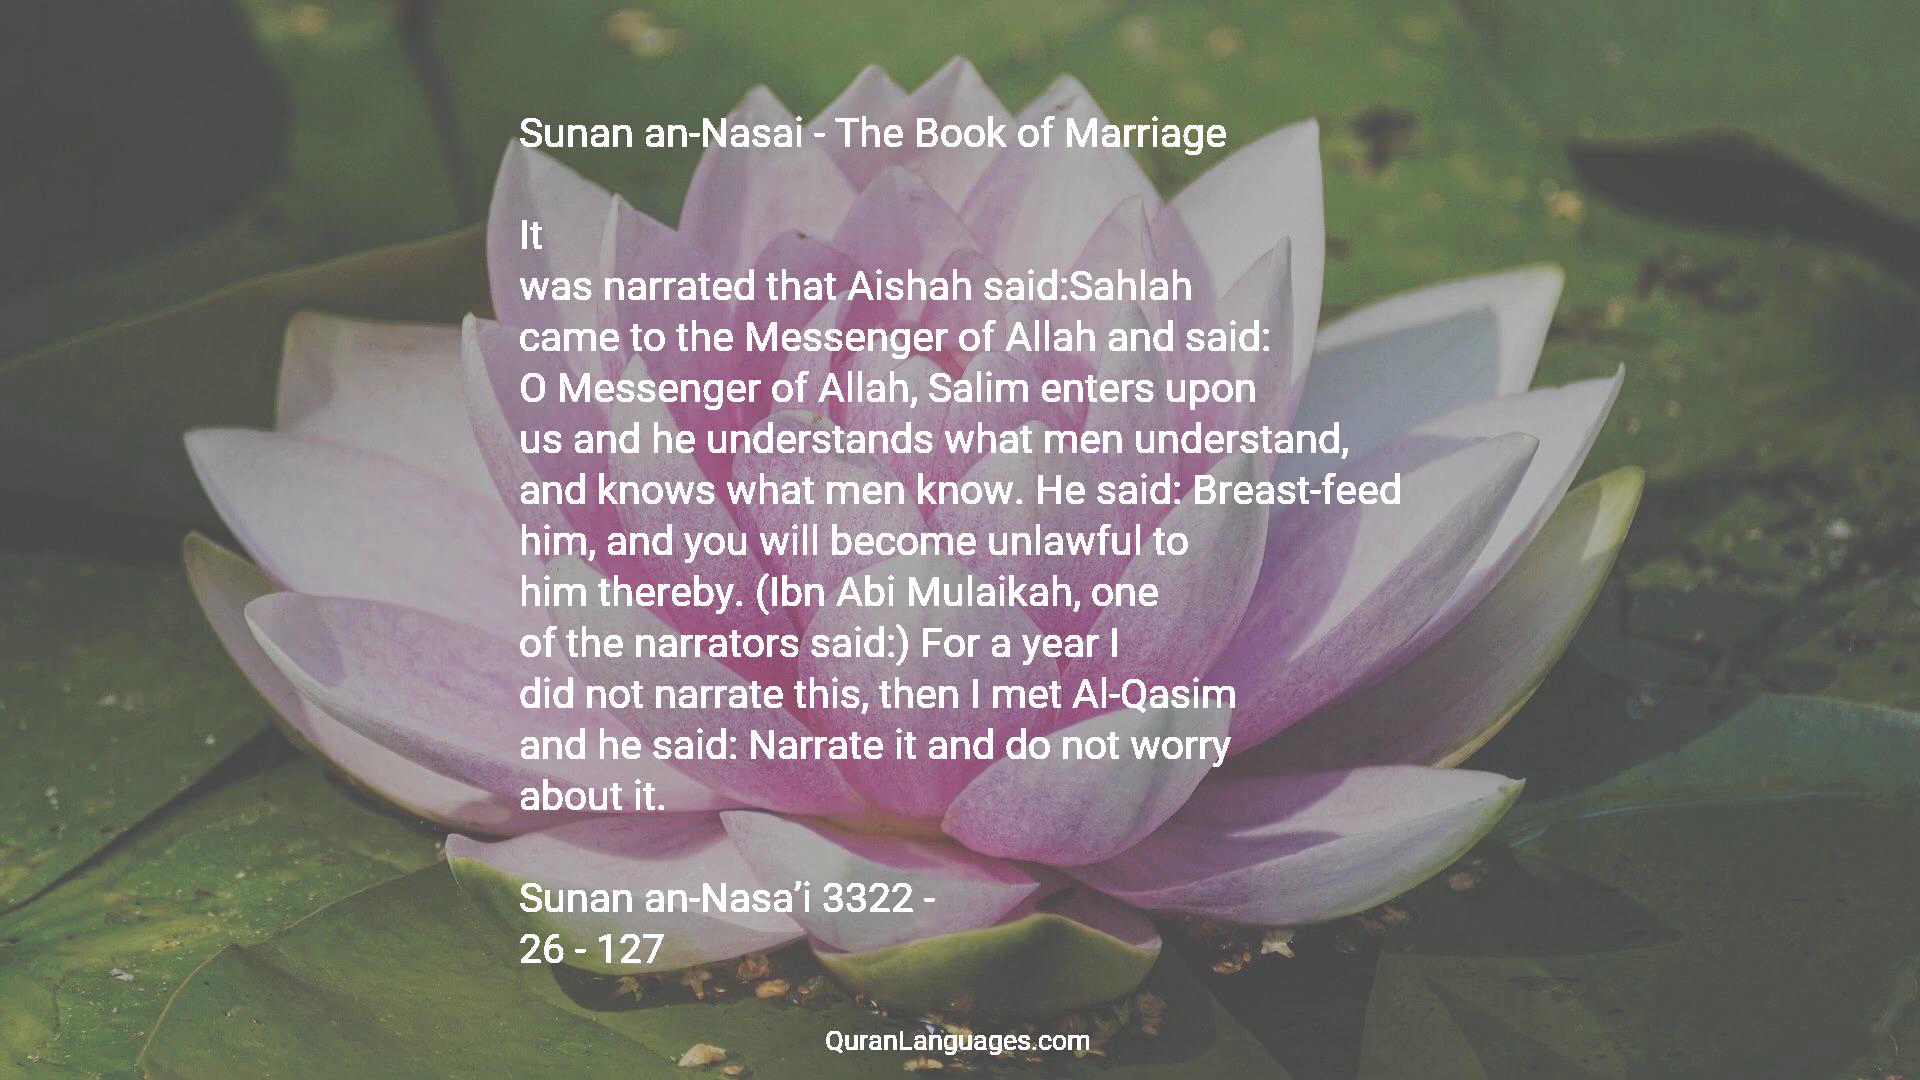 Sunan an-Nasai - The Book of Marriage
It
was narrated that Aishah said:Sahlah
came to the Messenger of Allah and said:
O Messenger of Allah, Salim enters upon
us and he understands what men understand,
and knows what men know. He said: Breast-feed
him, and you will become unlawful to
him thereby. (Ibn Abi Mulaikah, one
of the narrators said:) For a year I
did not narrate this, then I met Al-Qasim
and he said: Narrate it and do not worry
about it.
Sunan an-Nasa’i 3322 -
26 - 127
QuranLanguages.com